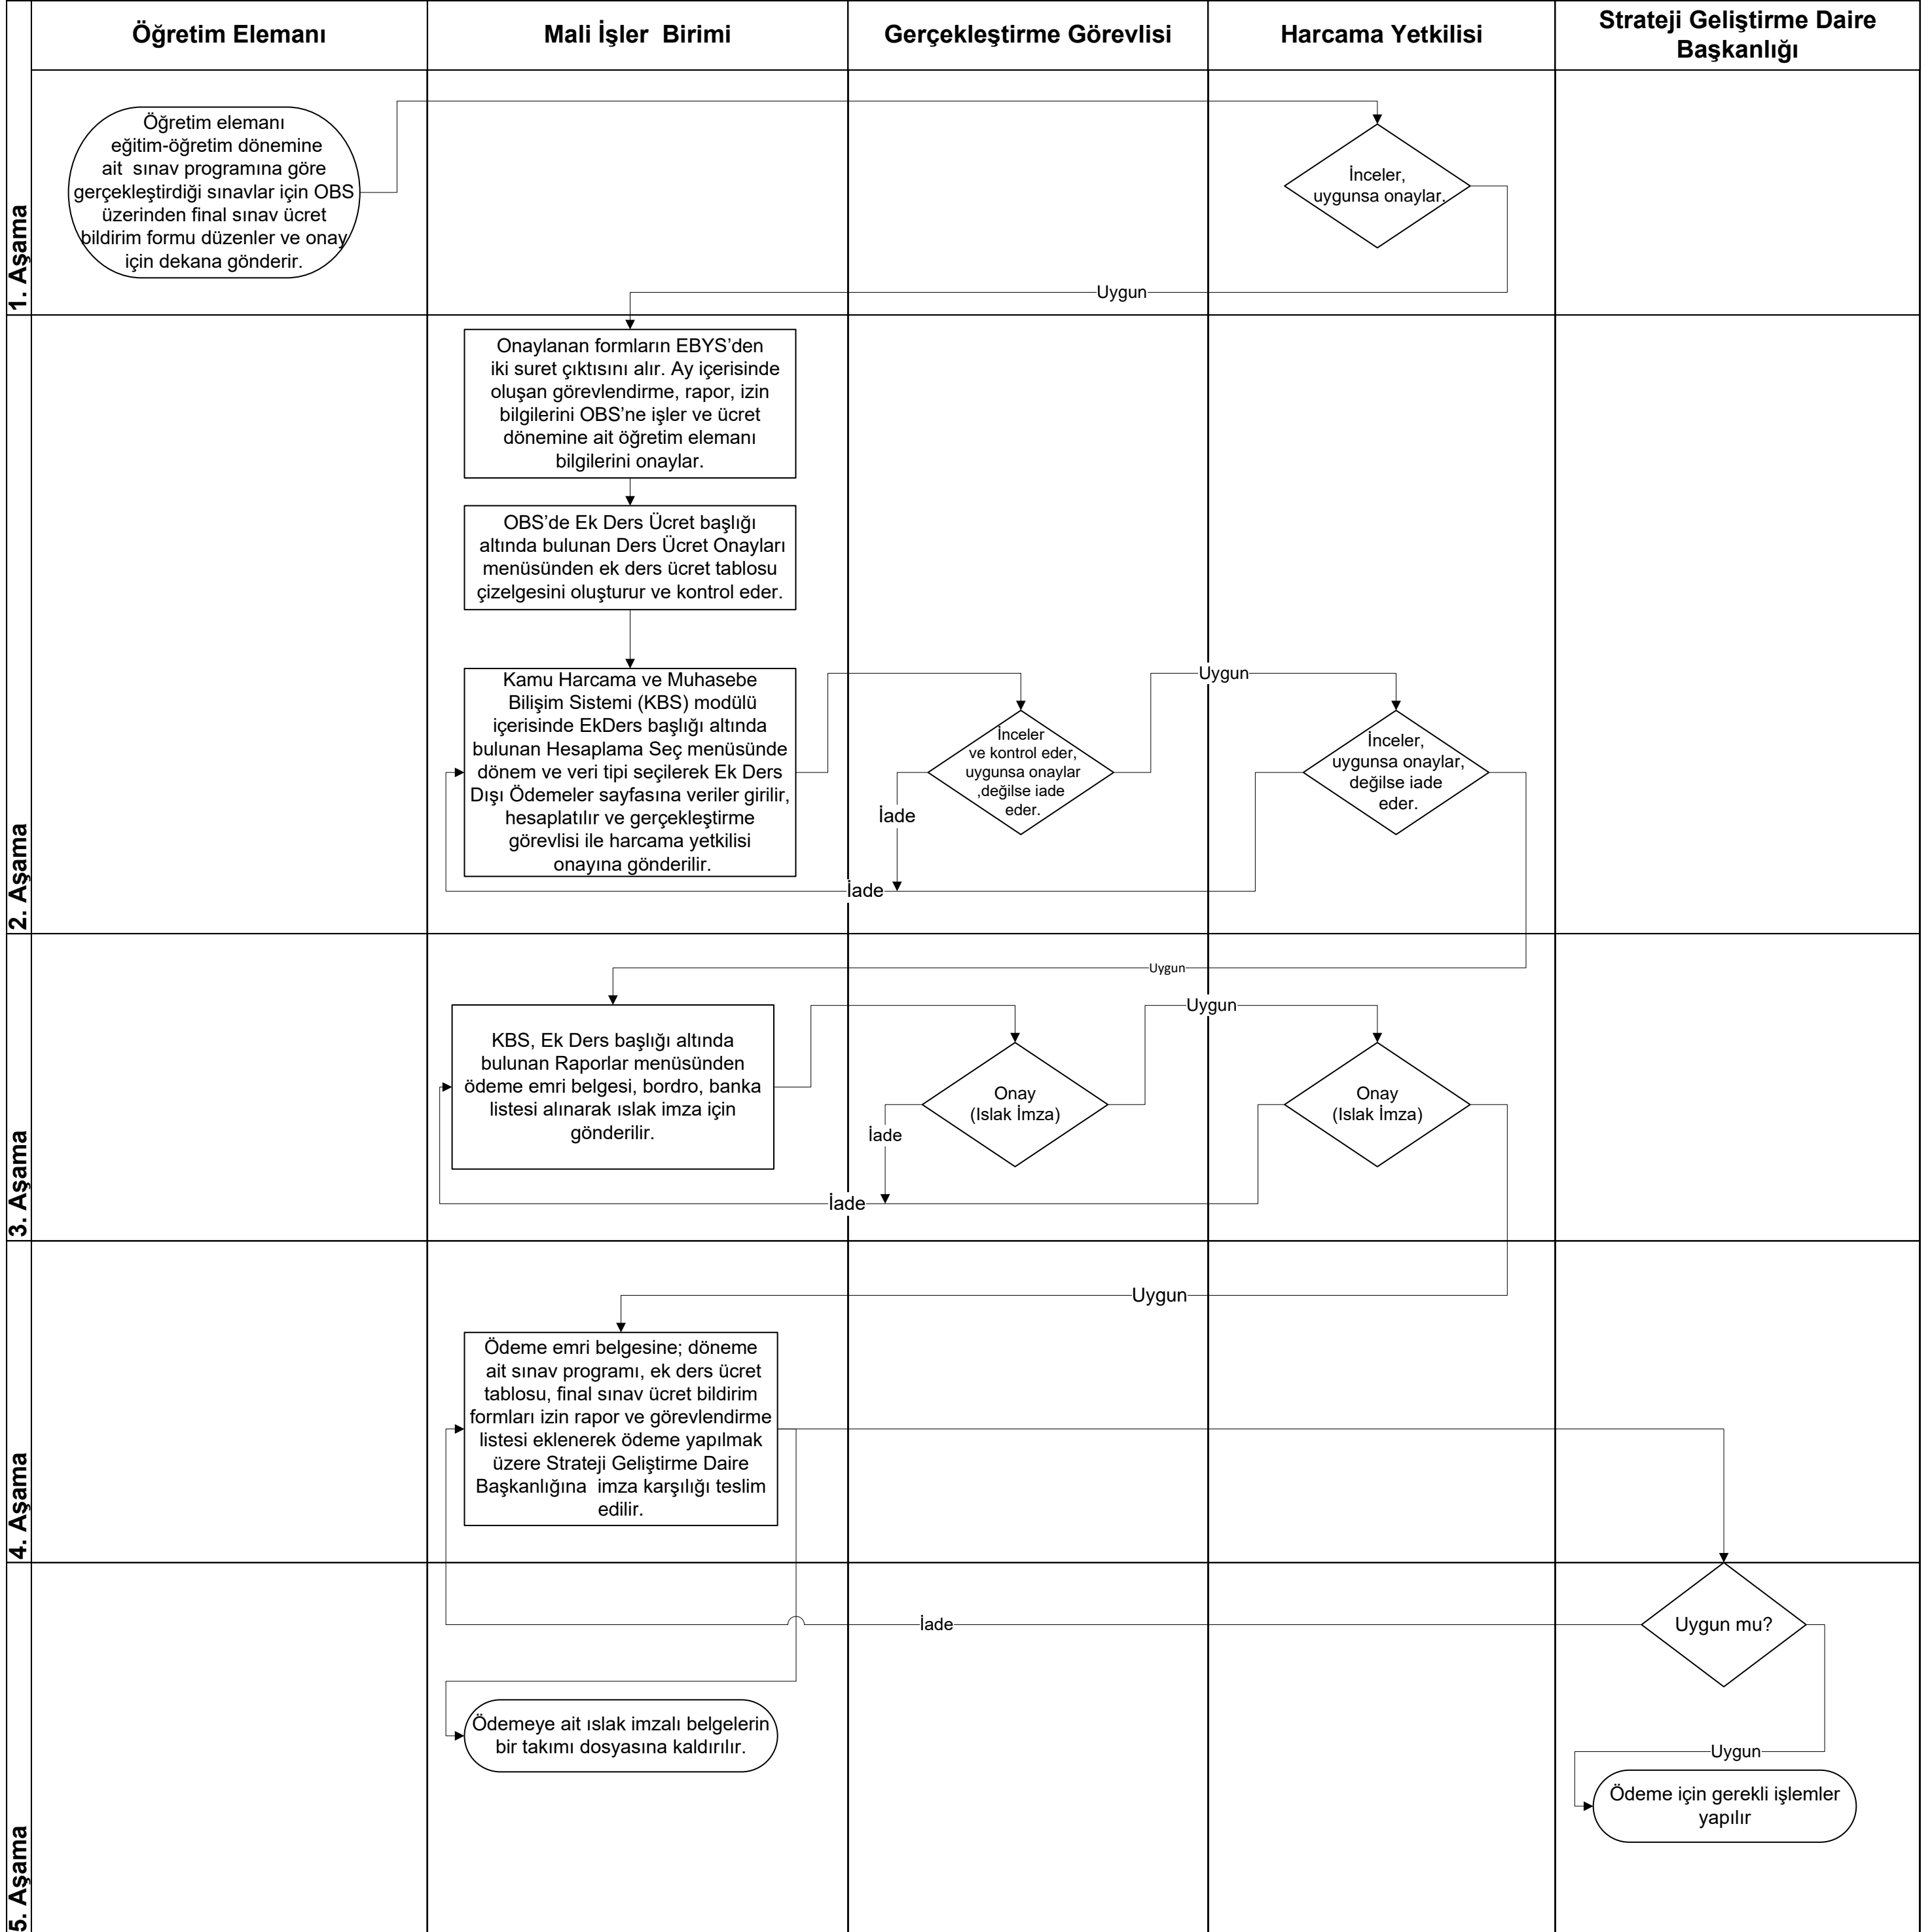 Öğretim Elemanı
Mali İşler  Birimi
Gerçekleştirme Görevlisi
Harcama Yetkilisi
Strateji Geliştirme Daire
Başkanlığı
1. Aşama
Öğretim elemanı
eğitim-öğretim dönemine
ait  sınav programına göre
gerçekleştirdiği sınavlar için OBS
üzerinden final sınav ücret
bildirim formu düzenler ve onay
için dekana gönderir.
İnceler,
uygunsa onaylar.
Uygun
2. Aşama
Onaylanan formların EBYS’den
iki suret çıktısını alır. Ay içerisinde
oluşan görevlendirme, rapor, izin
bilgilerini OBS’ne işler ve ücret
dönemine ait öğretim elemanı
bilgilerini onaylar.
OBS’de Ek Ders Ücret başlığı
altında bulunan Ders Ücret Onayları
menüsünden ek ders ücret tablosu
çizelgesini oluşturur ve kontrol eder.
Kamu Harcama ve Muhasebe
Bilişim Sistemi (KBS) modülü
içerisinde EkDers başlığı altında
bulunan Hesaplama Seç menüsünde
dönem ve veri tipi seçilerek Ek Ders
Dışı Ödemeler sayfasına veriler girilir,
hesaplatılır ve gerçekleştirme
görevlisi ile harcama yetkilisi
onayına gönderilir.
İnceler
ve kontrol eder,
uygunsa onaylar
,değilse iade
eder.
Uygun
İnceler,
uygunsa onaylar,
değilse iade
eder.
İade
İade
Uygun
3. Aşama
KBS, Ek Ders başlığı altında
bulunan Raporlar menüsünden
ödeme emri belgesi, bordro, banka
listesi alınarak ıslak imza için
gönderilir.
Onay
(Islak İmza)
Uygun
Onay
(Islak İmza)
İade
İade
Uygun
4. Aşama
Ödeme emri belgesine; döneme
ait sınav programı, ek ders ücret
tablosu, final sınav ücret bildirim
formları izin rapor ve görevlendirme
listesi eklenerek ödeme yapılmak
üzere Strateji Geliştirme Daire
Başkanlığına  imza karşılığı teslim
edilir.
5. Aşama
Uygun mu?
İade
Ödemeye ait ıslak imzalı belgelerin
bir takımı dosyasına kaldırılır.
Uygun
Ödeme için gerekli işlemler
yapılır